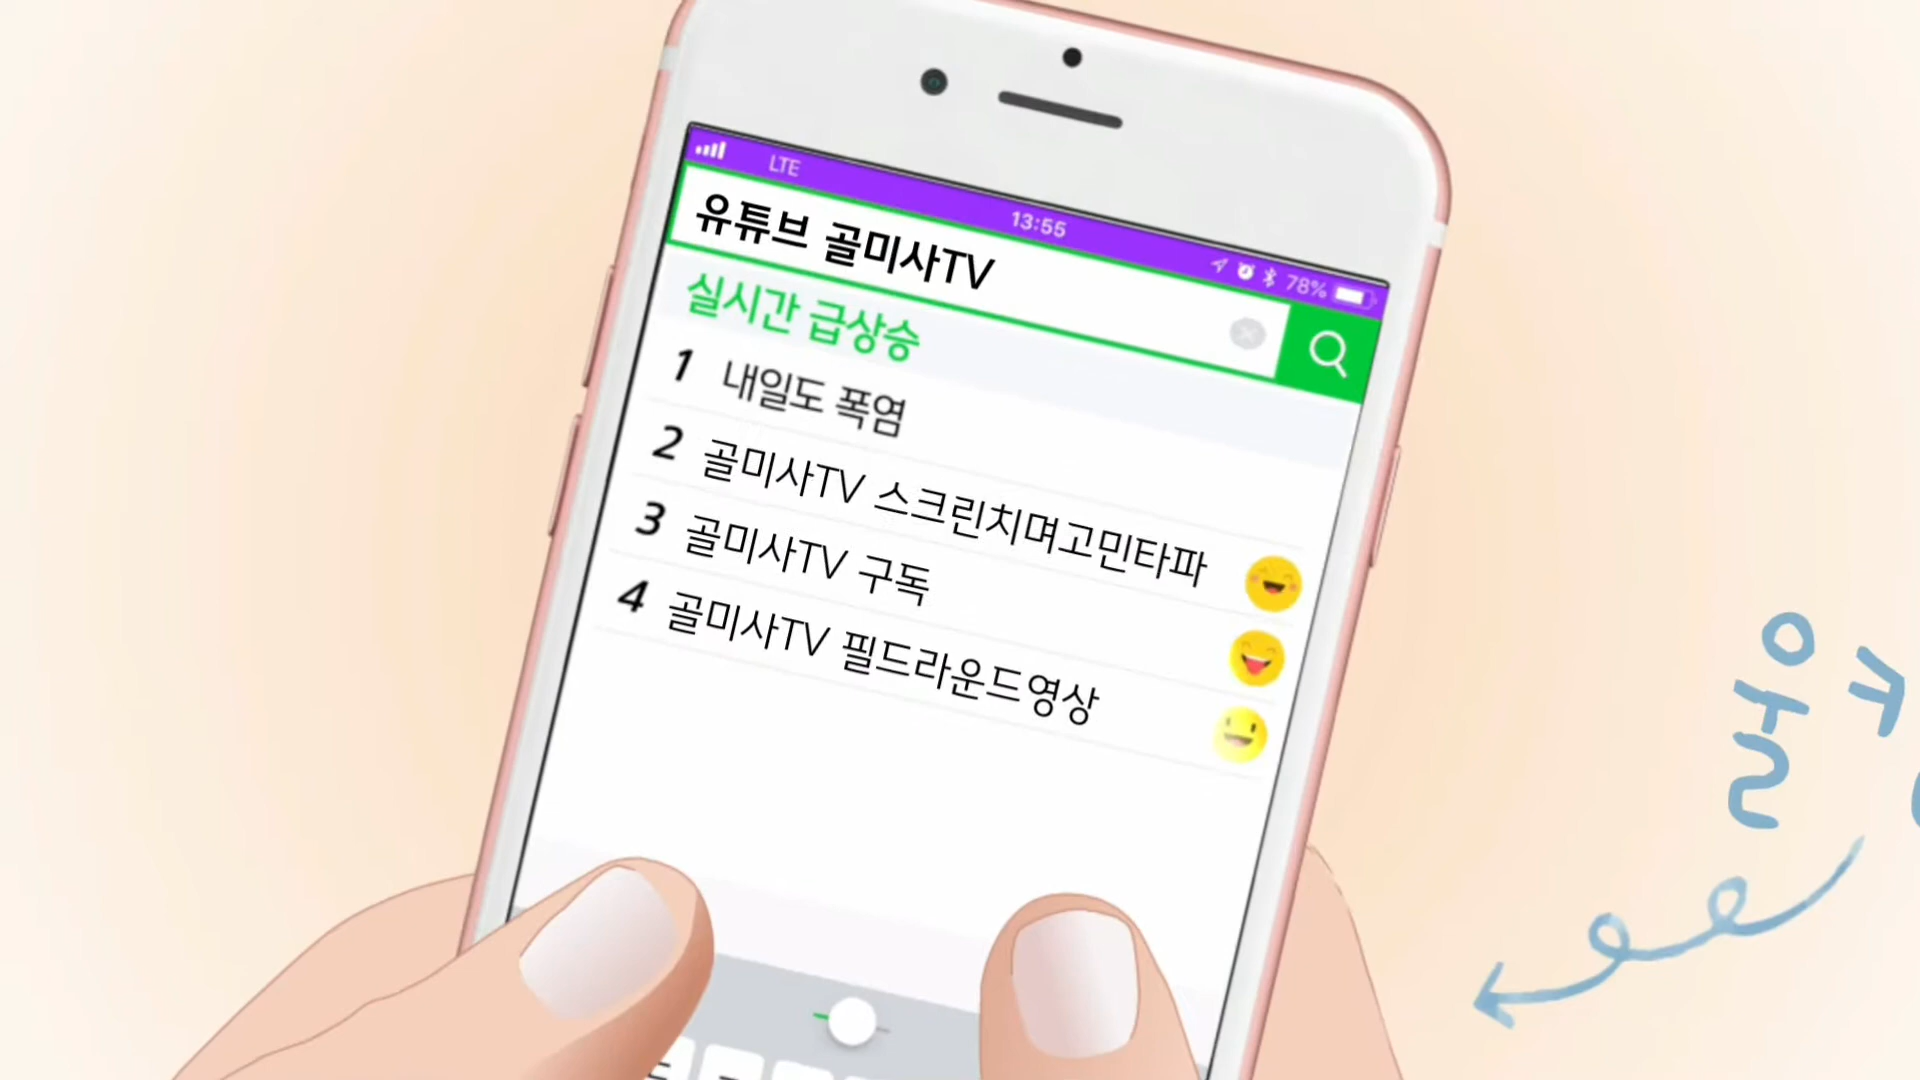 LTE
13:55
78%
유튜브 골미사TV
실시간 급상승
1 내일도 폭염
2 골미사TV 스크린치며고민타파
3 골미사TV 구독
4 골미사TV 필드라운드영상